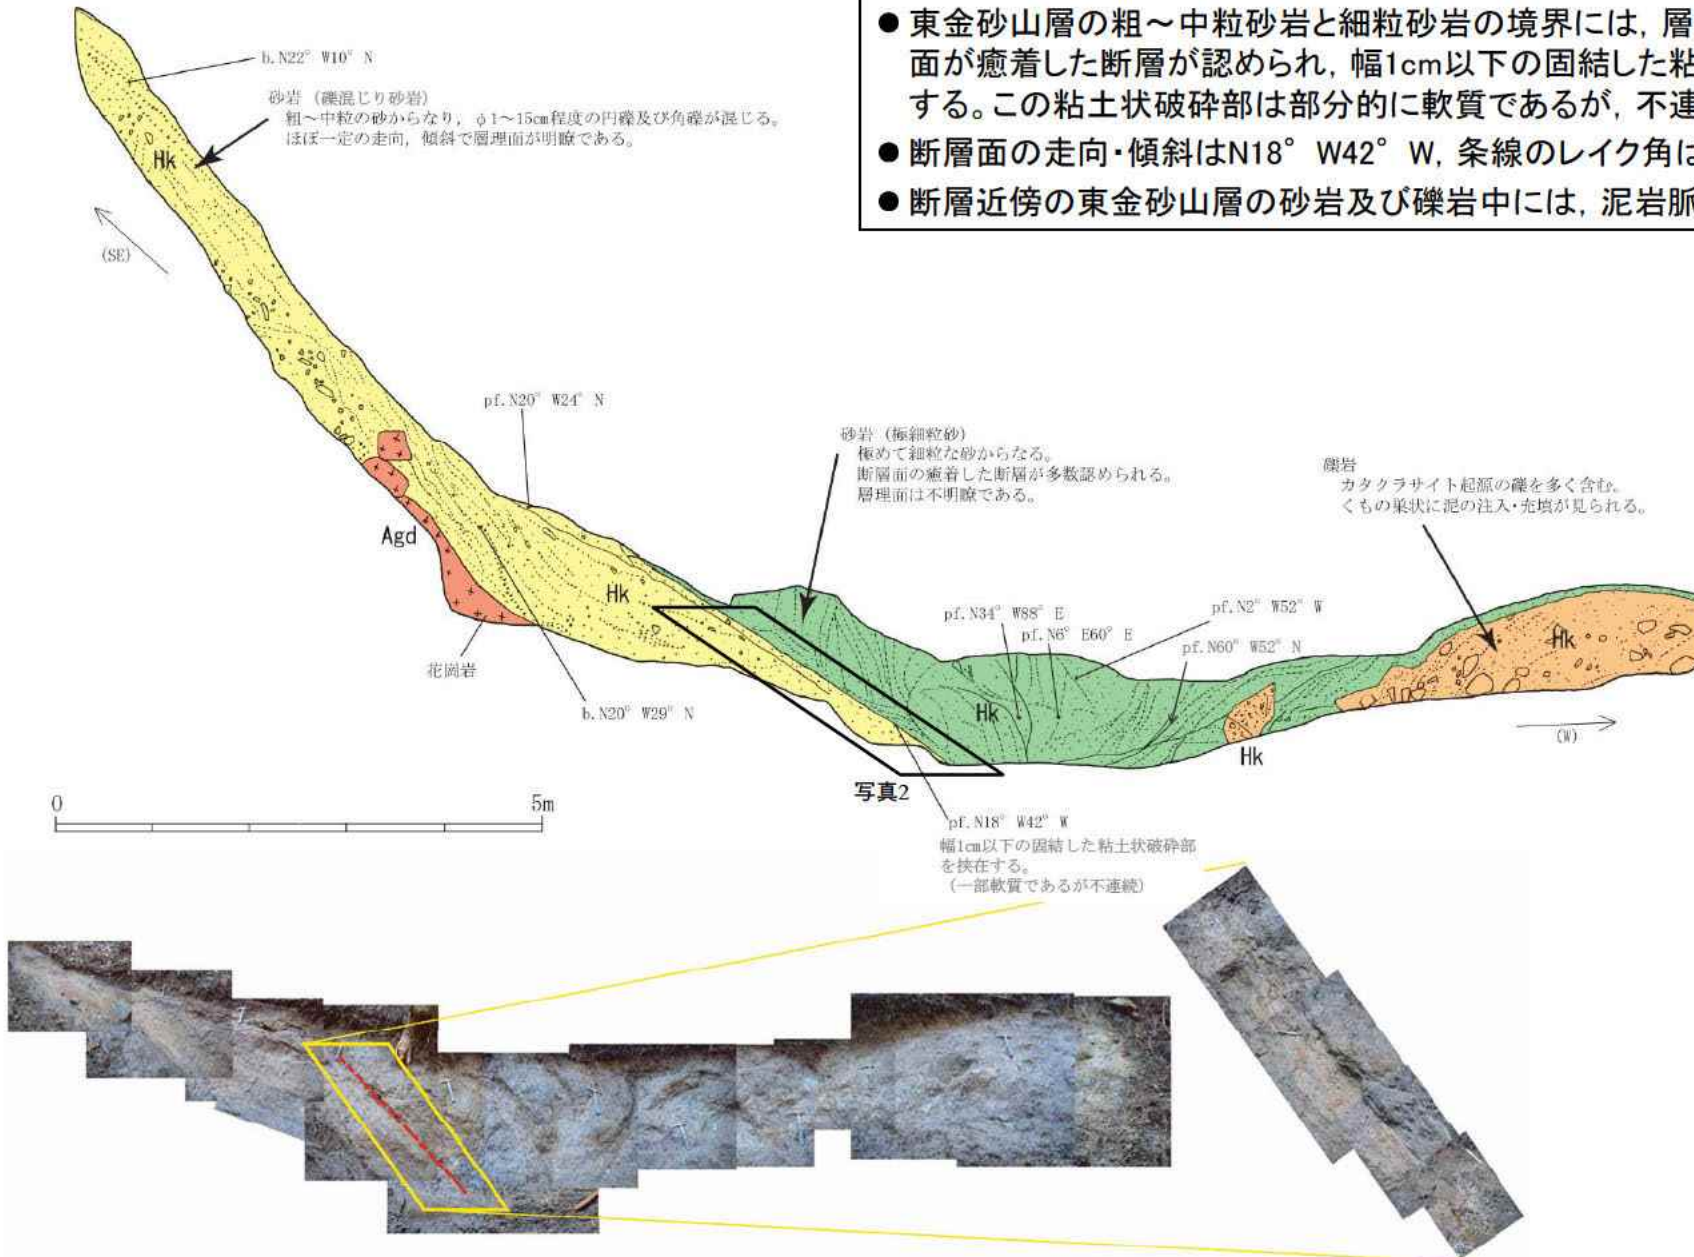 ● 東金砂山層の粗～中粒砂岩と細粒砂岩の境界には，層
面が癒着した断層が認められ，幅1cm以下の固結した粘
する。この粘土状破砕部は部分的に軟質であるが，不連
● 断層面の走向・傾斜はN18°W42°W，条線のレイク角は
● 断層近傍の東金砂山層の砂岩及び礫岩中には，泥岩脈
b.N22°W10°N
砂岩（礫混じり砂岩）
粗～中粒の砂からなり，φ1～15cm程度の円礫及び角礫が混じる。
ほぼ一定の走向，傾斜で層理面が明瞭である。
Hk
(SE)
pf.N20°W24°N
砂岩（極細粒砂）
極めて細粒な砂からなる。
断層面の癒着した断層が多数認められる。
層理面は不明瞭である。
礫岩
カタクラサイト起源の礫を多く含む。
くもの巣状に泥の注入・充填が見られる。
Agd
Hk
pf.N34°W88°E
pf.N6°E60°E
pf.N2°W52°W
pf.N60°W52°N
Hk
花崗岩
b.N20°W29°N
Hk
Hk
(W)
写真2
0 5m
pf.N18°W42°W
幅1cm以下の固結した粘土状破砕部
を挟在する。
（一部軟質であるが不連続）